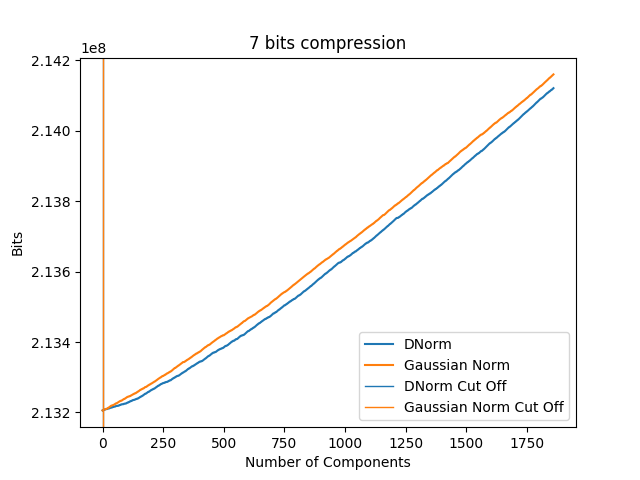 7 bits compression
1e8
2.142
2.140
2.138
2.136
2.134
2.132
Bits
0
250
500
750
1000
1250
1500
1750
Number of Components
DNorm
Gaussian Norm
DNorm Cut Off
Gaussian Norm Cut Off